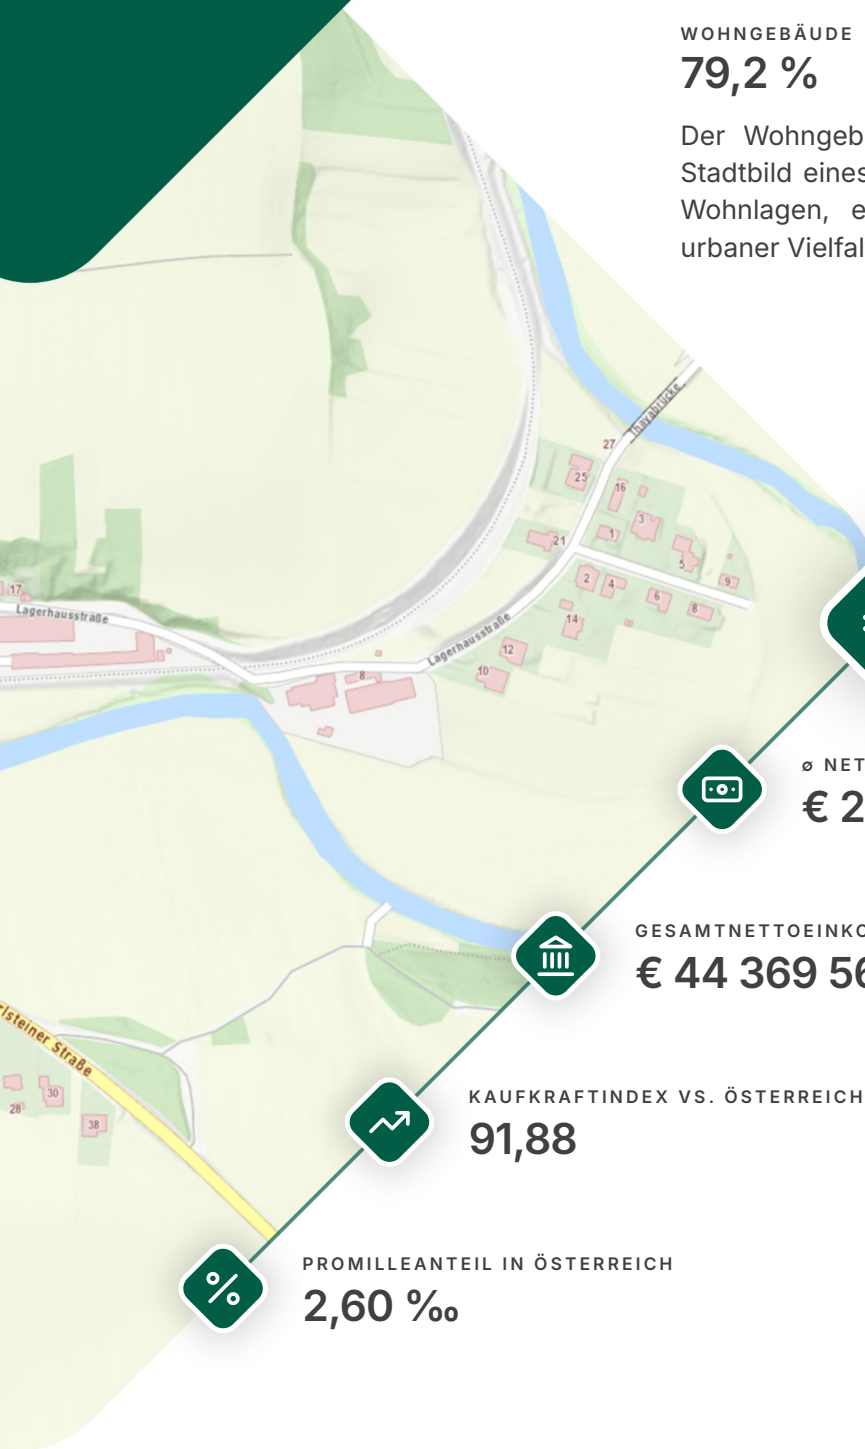 WOHNGEBÄUDE
79,2 %
Der Wohngeb
Stadtbild eines
Wohnlagen, e
urbaner Vielfal
Thayabrücke
27
25
16
3
1
21
5
2
4
9
6
8
14
12
10
17
Lagerhausstraße
Lagerhausstraße
8
ø NET
€ 2
GESAMTNETTOEINKO
€ 44 369 56
rlsteiner Straße
30
28
38
KAUFKRAFTINDEX VS. ÖSTERREICH
91,88
PROMILLEANTEIL IN ÖSTERREICH
2,60 ‰